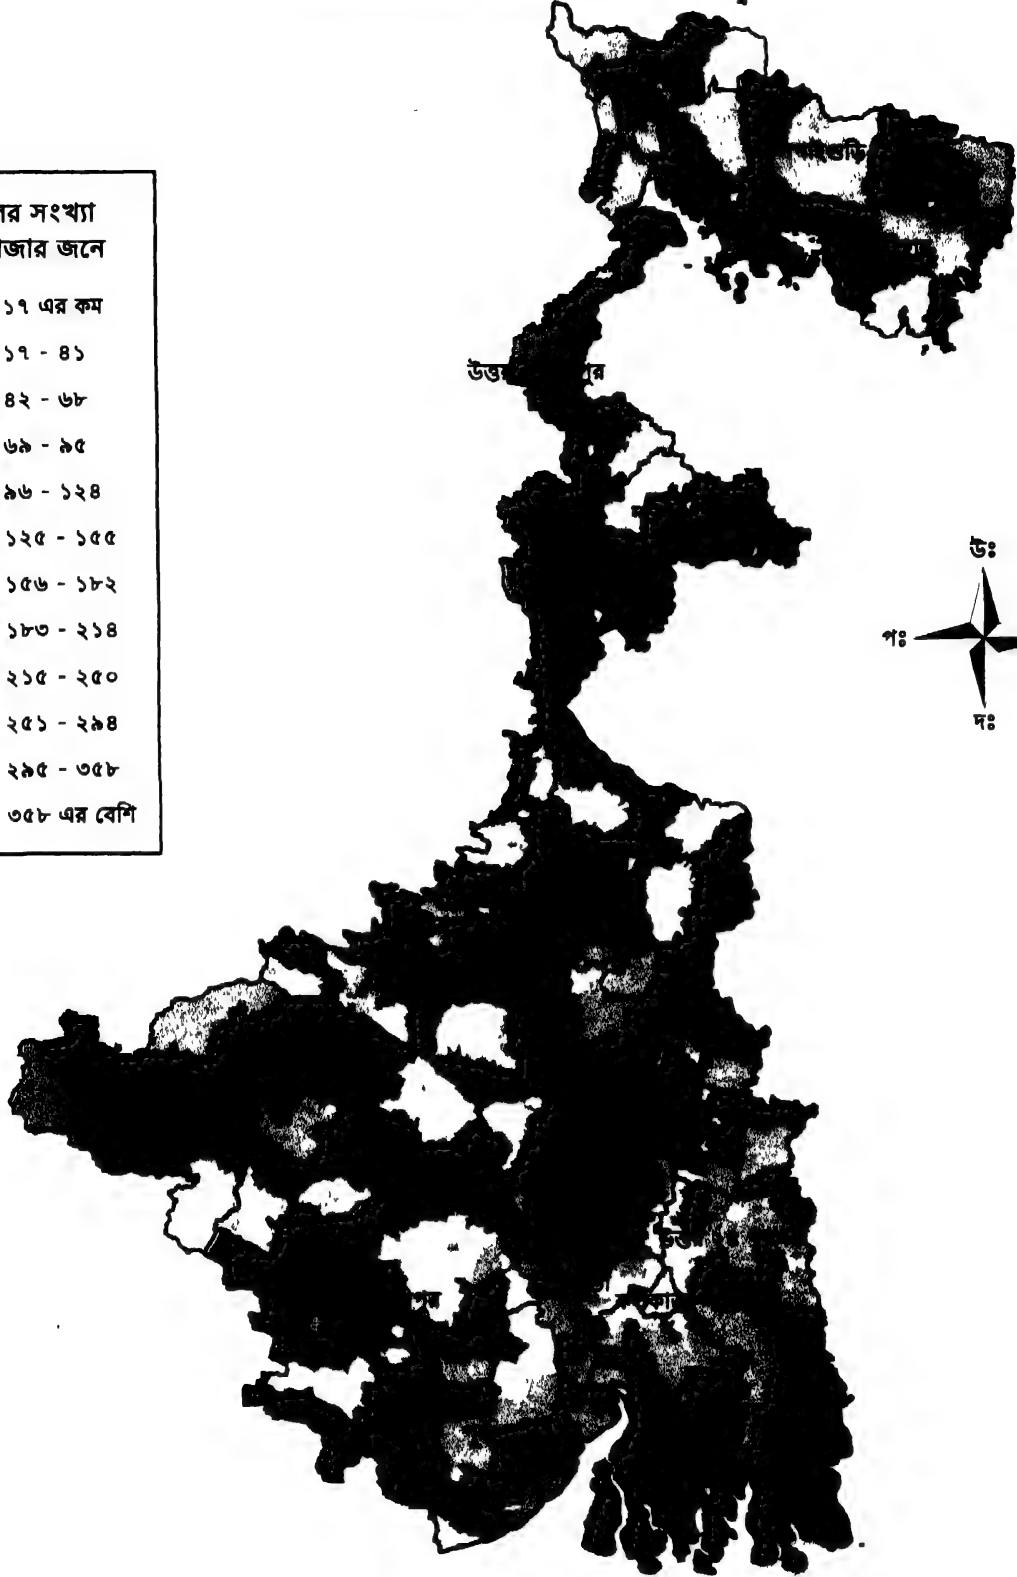 সংখ্যা
জনে
১৭ এর কম
১৭ - ৪১
৪২ - ৬৮
৬৯ - ৯৫
৯৬ - ১২৪
১২৫ - ১৫৫
১৫৬ - ১৮২
১৮৩ - ২১৪
২১৫ - ২৫০
২৫১ - ২৯৪
২৯৫ - ৩৫৮
৩৫৮ এর বেশি
উঃ
পঃ
দঃ